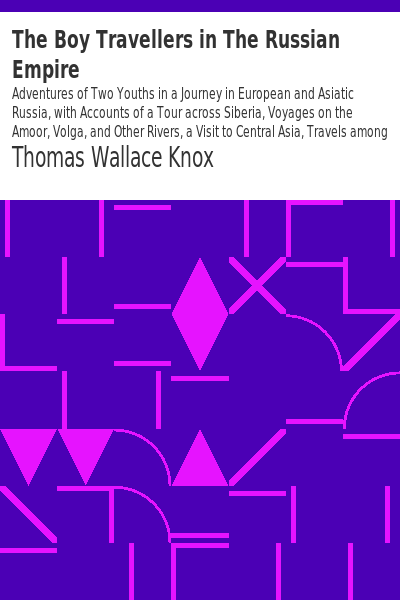 The Boy Travellers in The Russian
Empire
Adventures of Two Youths in a Journey in European and Asiatic
Russia, with Accounts of a Tour across Siberia, Voyages on the
Amoor, Volga, and Other Rivers, a Visit to Central Asia, Travels among
Thomas Wallace Knox